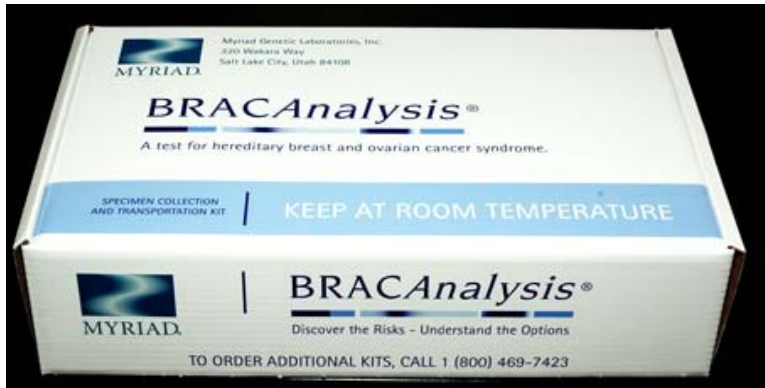 MYRIAD.
Myriad Genetic Laboratories, Inc.
320 Wakara Way
Salt Lake City, Utah 84108
BRACAnalysis®
A test for hereditary breast and ovarian cancer syndrome.
SPECIMEN COLLECTION
AND TRANSPORTATION KIT
KEEP AT ROOM TEMPERATURE
MYRIAD.
BRACAnalysis®
Discover the Risks – Understand the Options
TO ORDER ADDITIONAL KITS, CALL 1 (800) 469-7423